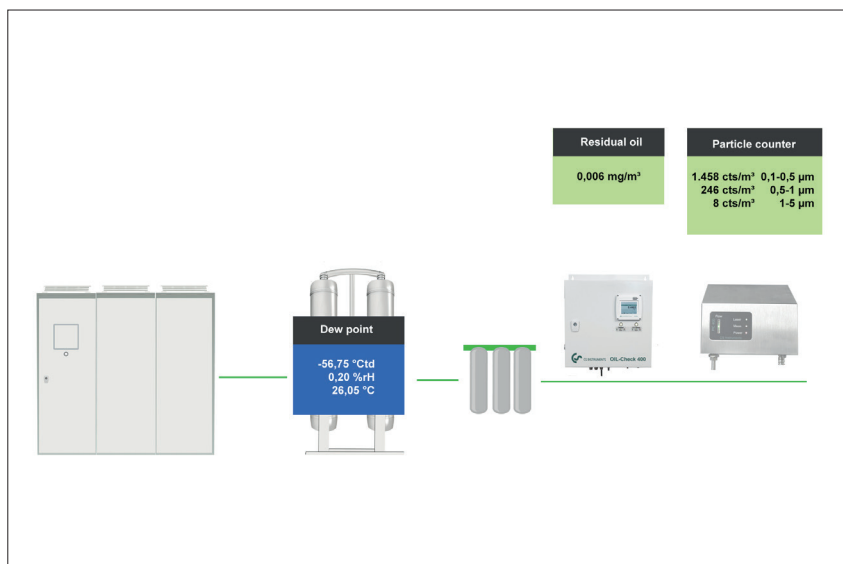 Residual oil
0,006 mg/m³
Particle counter
1.458 cts/m³ 0,1-0,5 µm
246 cts/m³ 0,5-1 µm
8 cts/m³ 1-5 µm
Dew point
-56,75 °Ctd
0,20 %rH
26,05 °C
OIL-Check 400